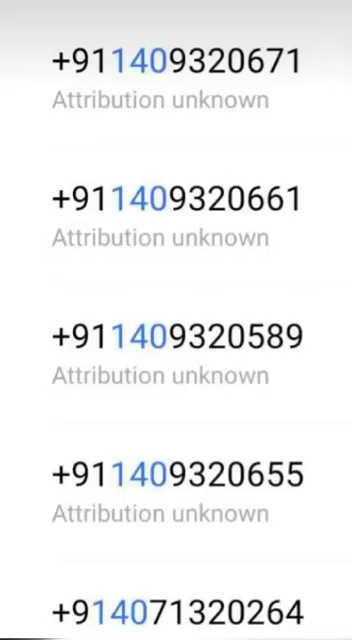 +911409320671
Attribution unknown
+911409320661
Attribution unknown
+911409320589
Attribution unknown
+911409320655
Attribution unknown
+914071320264